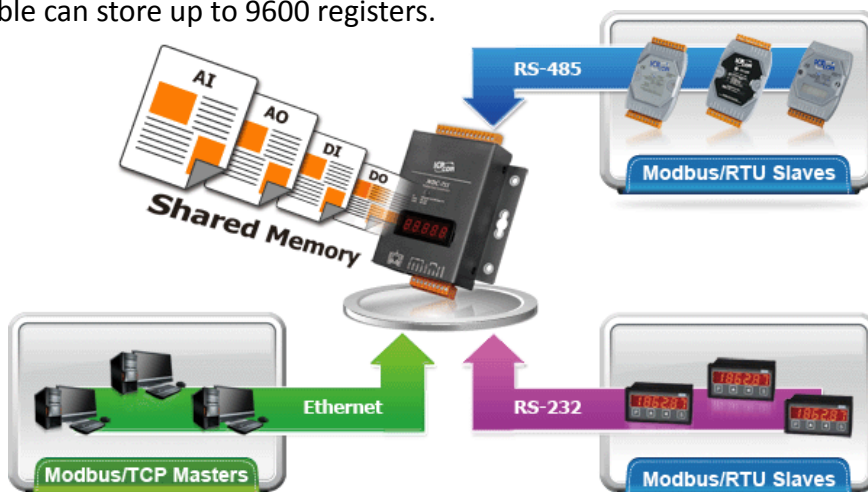 ble can store up to 9600 registers.
AI
AO
DI
DO
Shared Memory
RS-485
Modbus/RTU Slaves
Ethernet
Modbus/TCP Masters
RS-232
Modbus/RTU Slaves